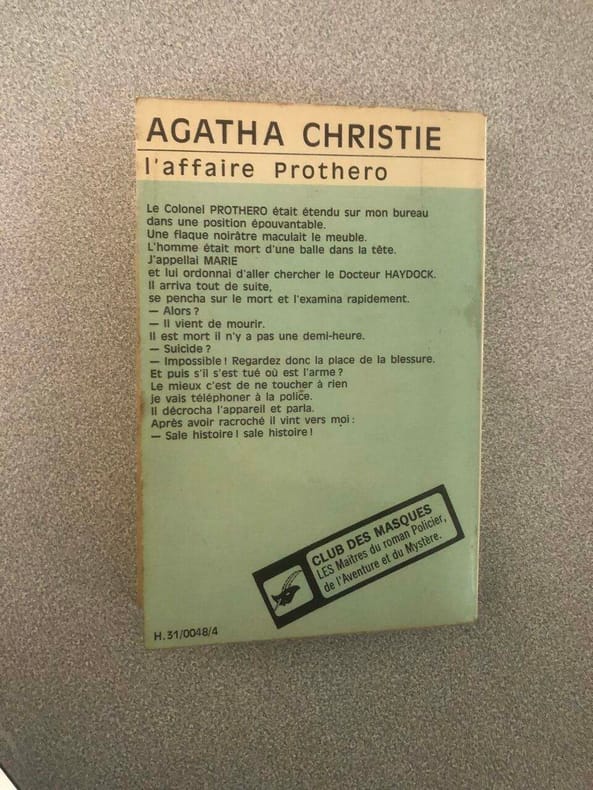 AGATHA CHRISTIE
l'affaire Prothero
Le Colonel PROTHERO était étendu sur mon bureau
dans une position épouvantable.
Une flaque noirâtre maculait le meuble.
L'homme était mort d'une balle dans la tête.
J'appellai MARIE
et lui ordonnai d'aller chercher le Docteur HAYDOCK.
Il arriva tout de suite,
se pencha sur le mort et l'examina rapidement.
— Alors ?
— Il vient de mourir.
Il est mort il n'y a pas une demi-heure.
— Suicide ?
— Impossible ! Regardez donc la place de la blessure.
Et puis s'il s'est tué où est l'arme ?
Le mieux c'est de ne toucher à rien
je vais téléphoner à la police.
Il décrocha l'appareil et parla.
Après avoir racroché il vint vers moi :
— Sale histoire ! sale histoire !
CLUB DES MASQUES
LES Maitres du roman Policier,
de l'Aventure et du Mystère.
H.31/0048/4